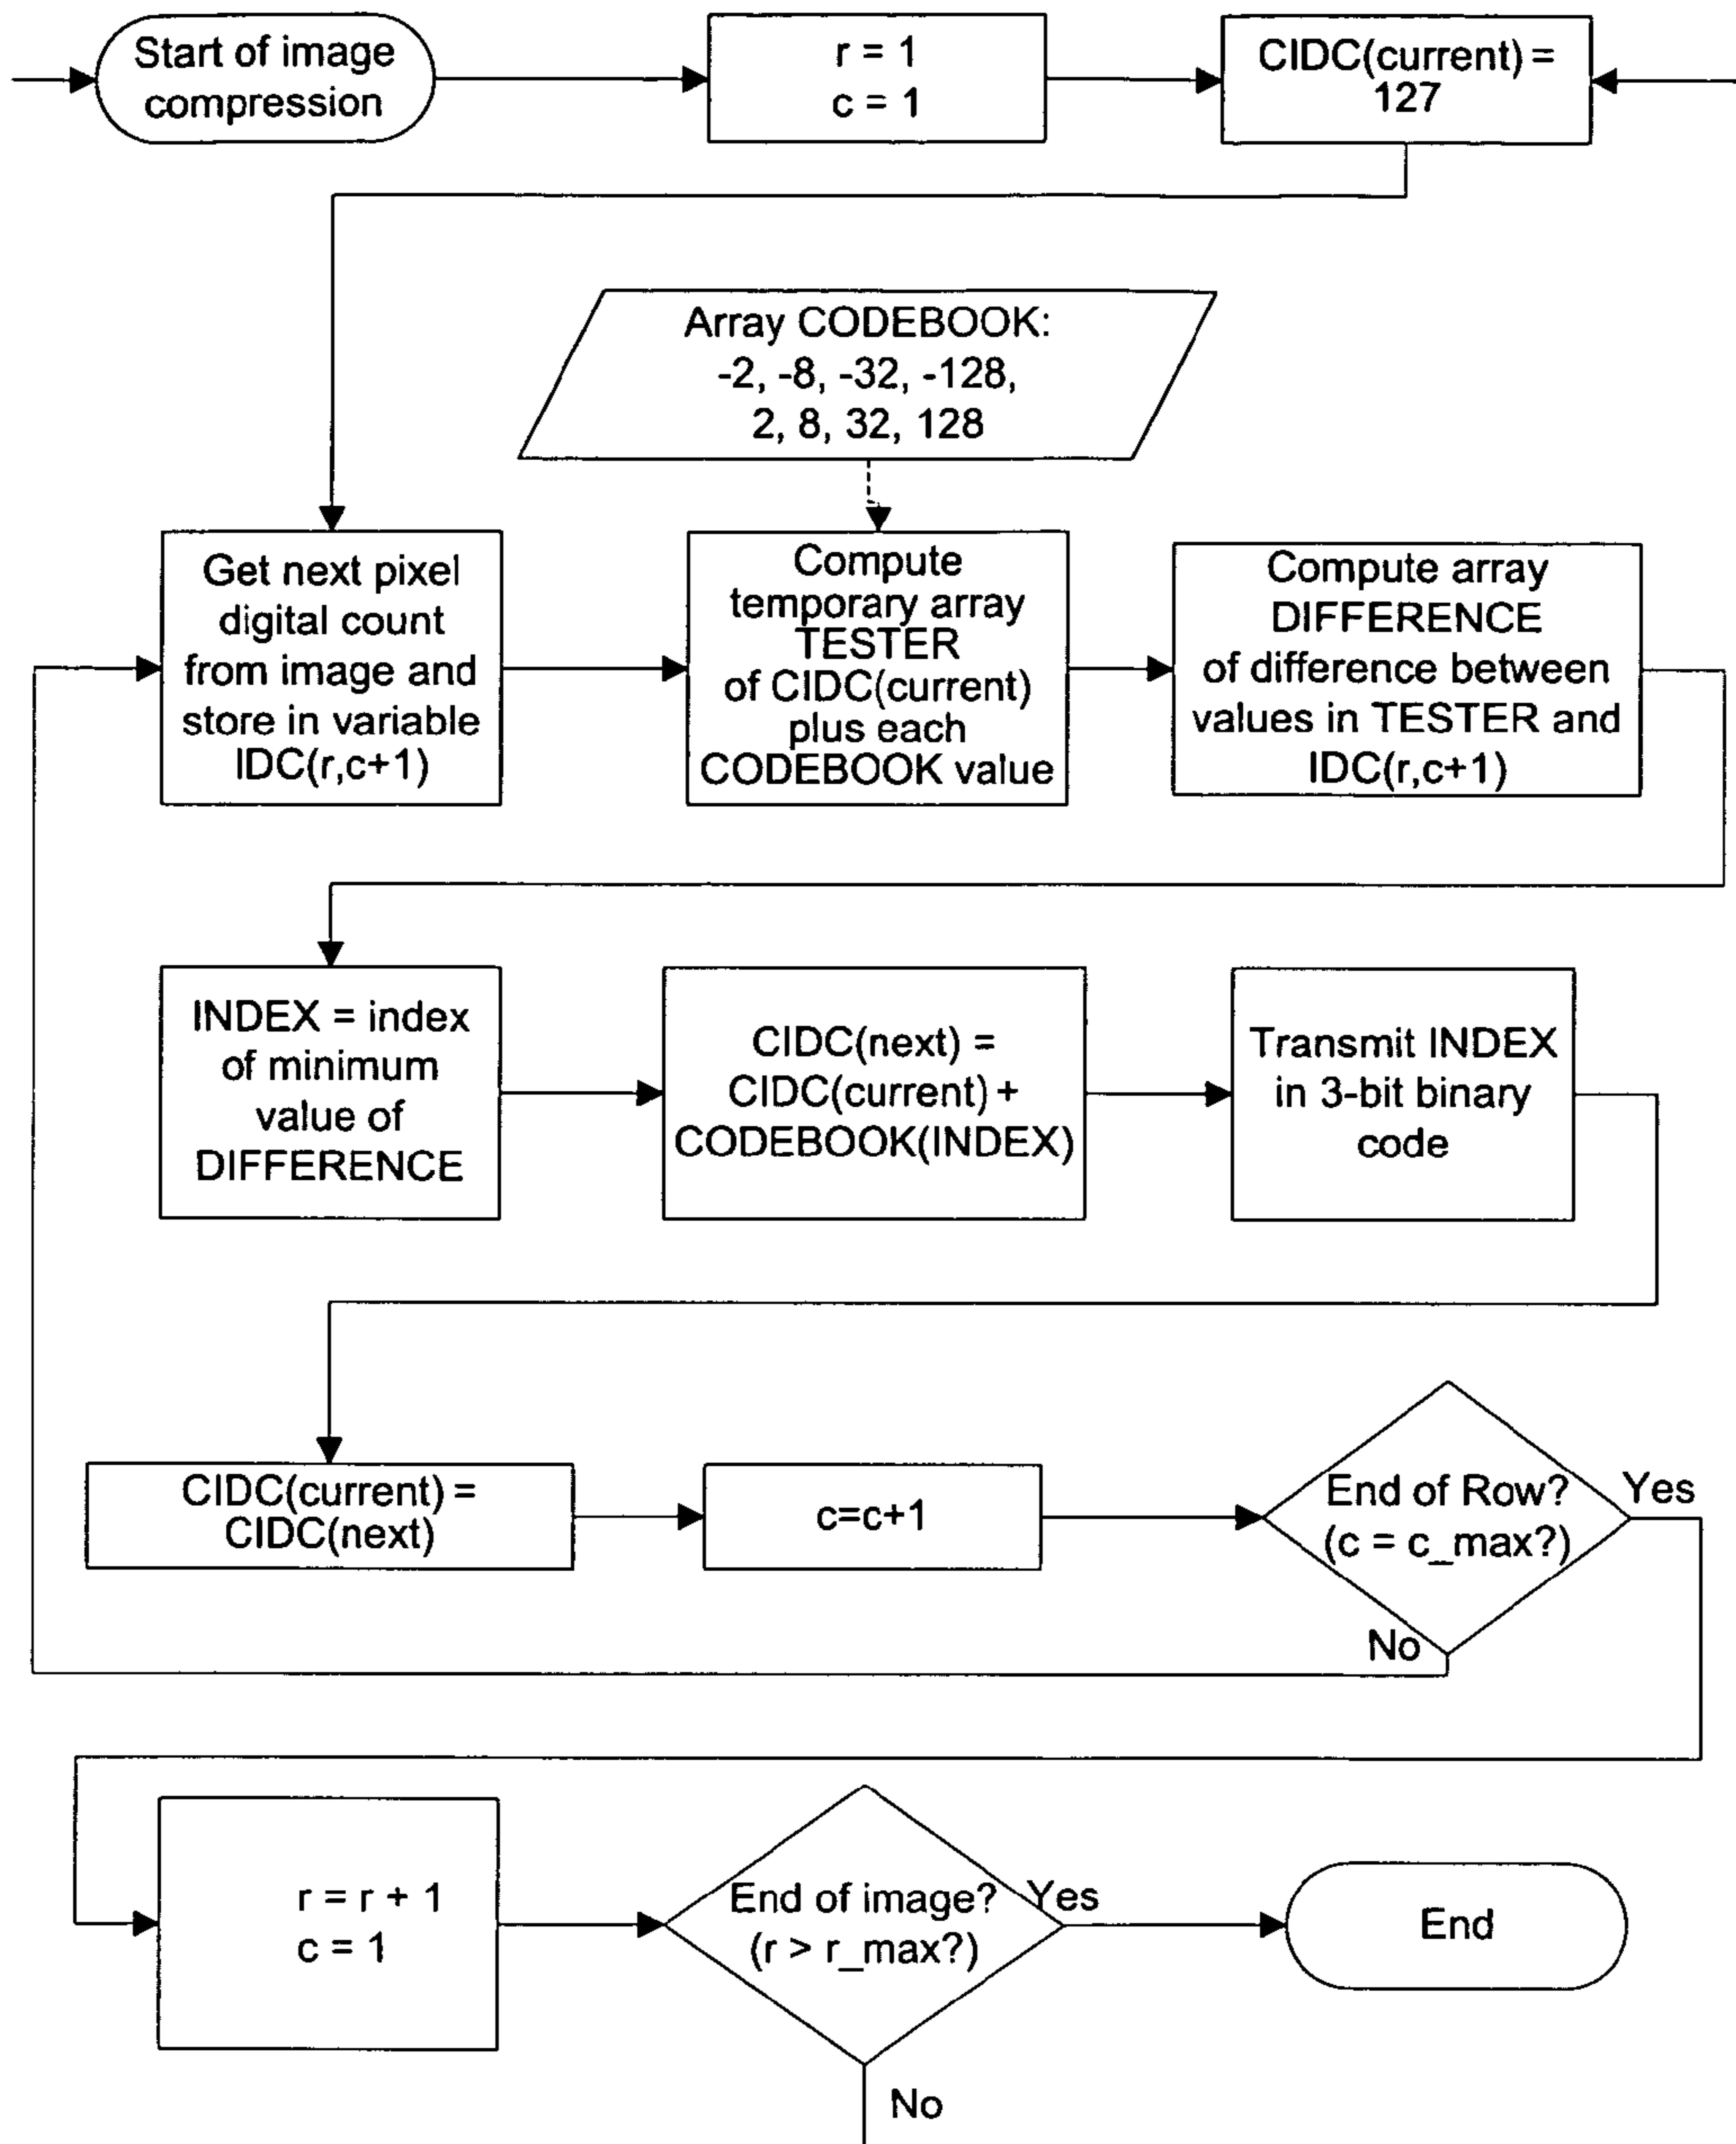 Start of image
compression
r = 1
c = 1
CIDC(current) =
127
Array CODEBOOK:
-2, -8, -32, -128,
2, 8, 32, 128
Get next pixel
digital count
from image and
store in variable
IDC(r,c+1)
Compute
temporary array
TESTER
of CIDC(current)
plus each
CODEBOOK value
Compute array
DIFFERENCE
of difference between
values in TESTER and
IDC(r,c+1)
INDEX = index
of minimum
value of
DIFFERENCE
CIDC(next) =
CIDC(current) +
CODEBOOK(INDEX)
Transmit INDEX
in 3-bit binary
code
CIDC(current) =
CIDC(next)
c=c+1
End of Row?
(c = c_max?)
Yes
No
r = r + 1
c = 1
End of image?
(r > r_max?)
Yes
End
No